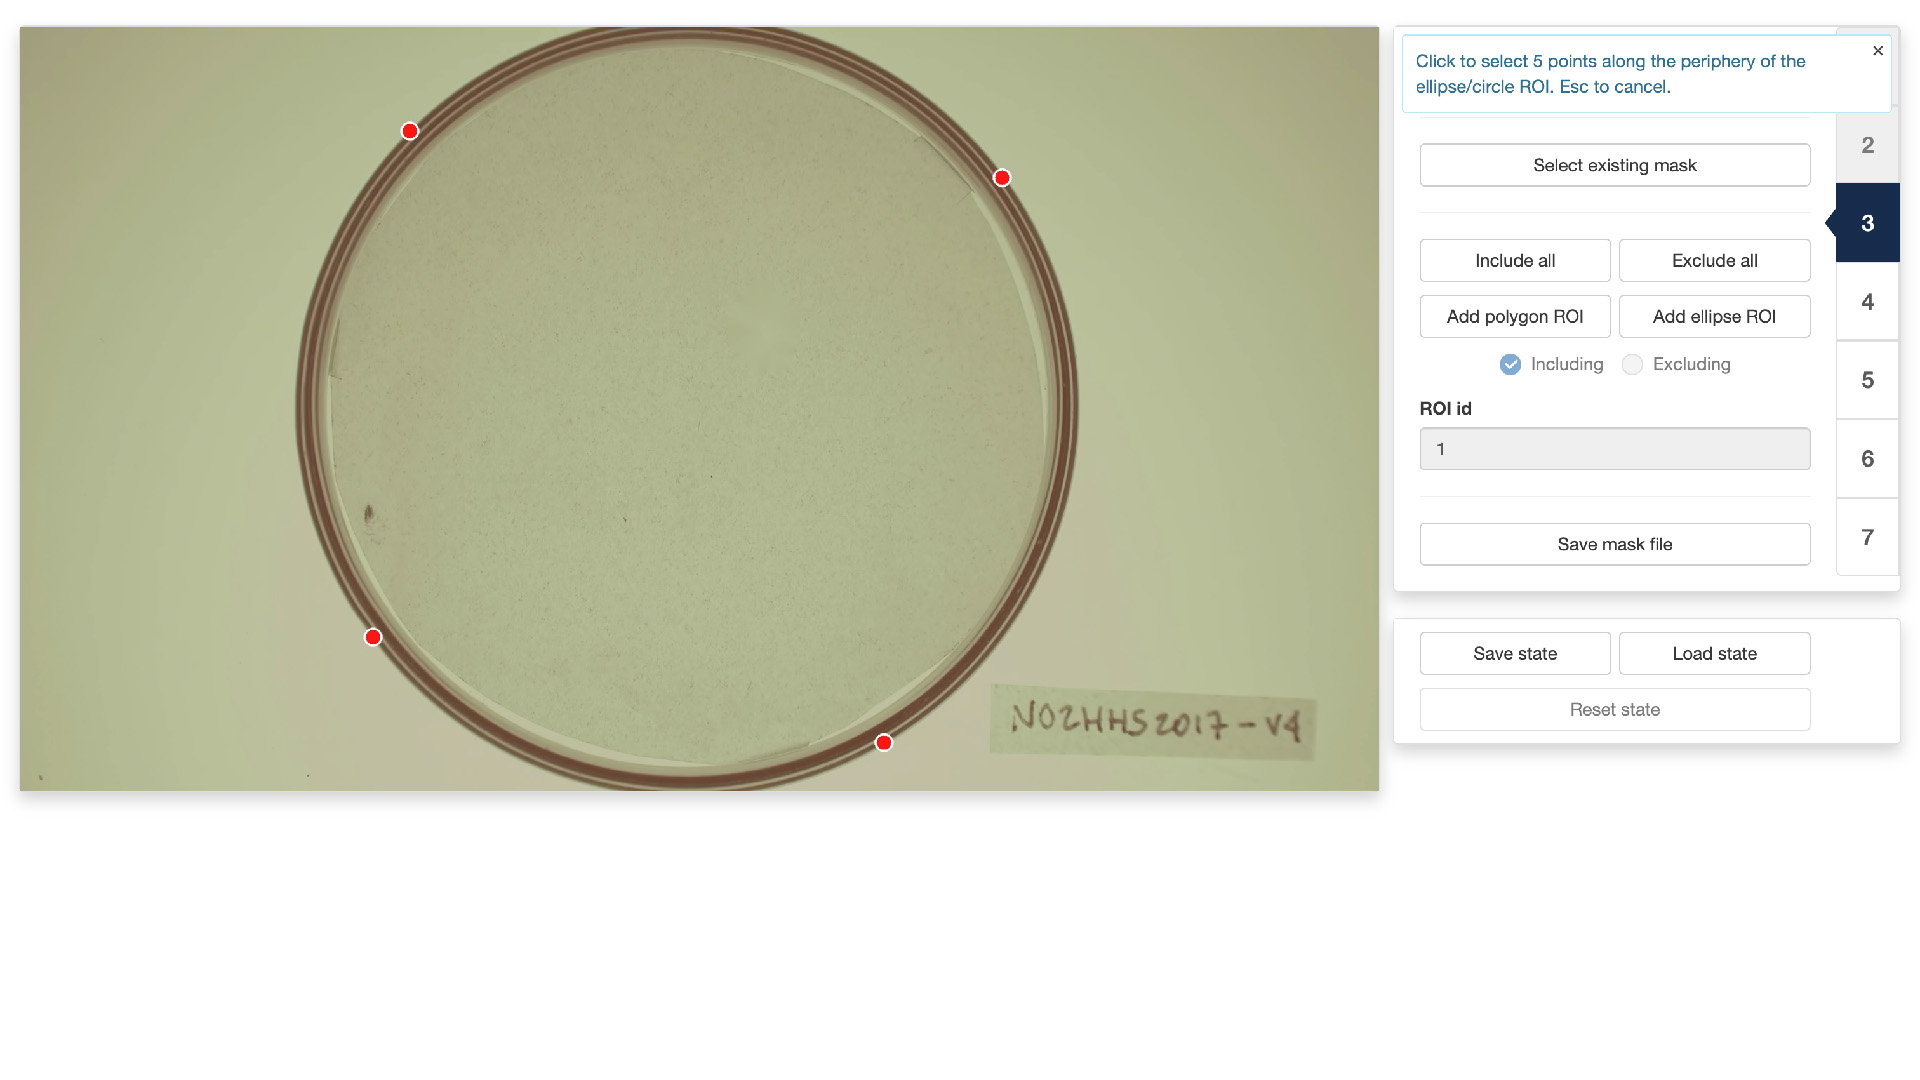 Click to select 5 points along the periphery of the
ellipse/circle ROI. Esc to cancel.
×
2
Select existing mask
3
Include all
Exclude all
4
Add polygon ROI
Add ellipse ROI
Including
Excluding
5
ROI id
1
6
Save mask file
7
Save state
Load state
Reset state
N02HHS2017-V4